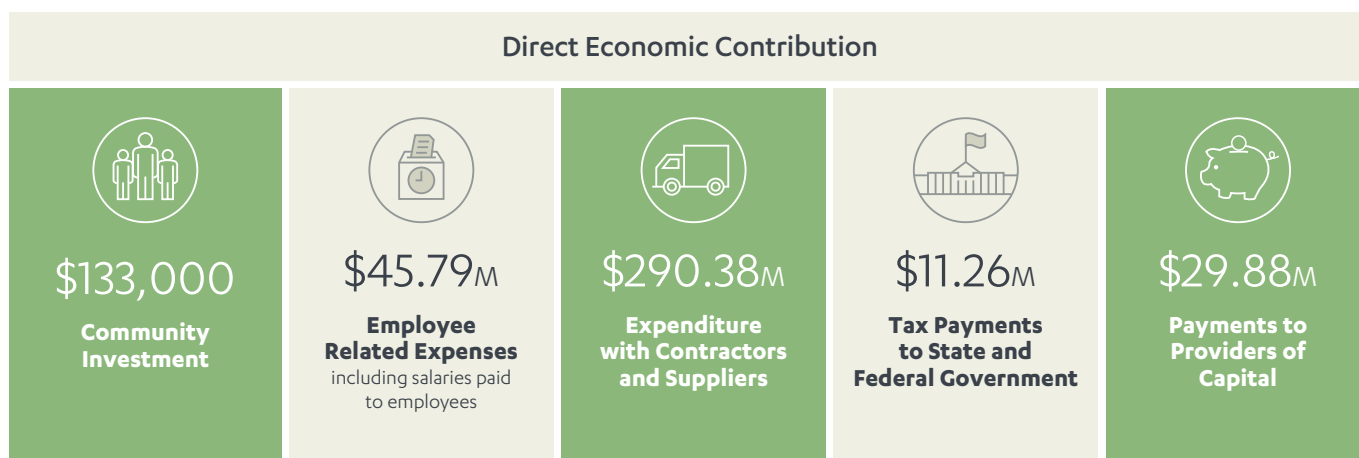 Direct Economic Contribution
$133,000
Community
Investment
$45.79M
Employee
Related Expenses
including salaries paid
to employees
$290.38M
Expenditure
with Contractors
and Suppliers
$11.26M
Tax Payments
to State and
Federal Government
$29.88M
Payments to
Providers of
Capital